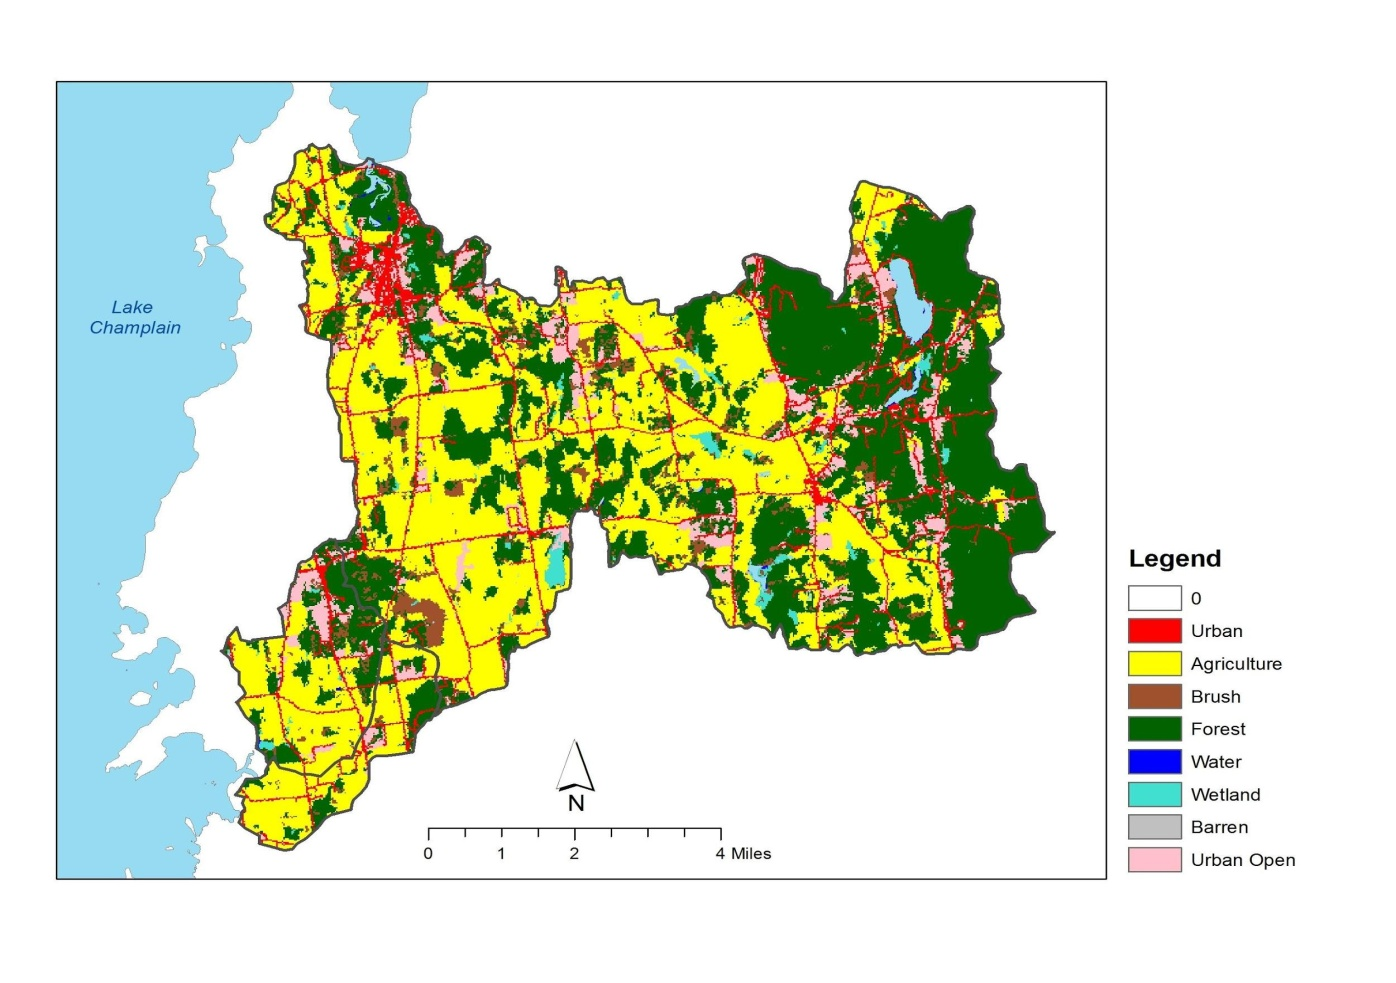 Lake
Champlain
N
0 1 2 4 Miles
Legend
0
Urban
Agriculture
Brush
Forest
Water
Wetland
Barren
Urban Open